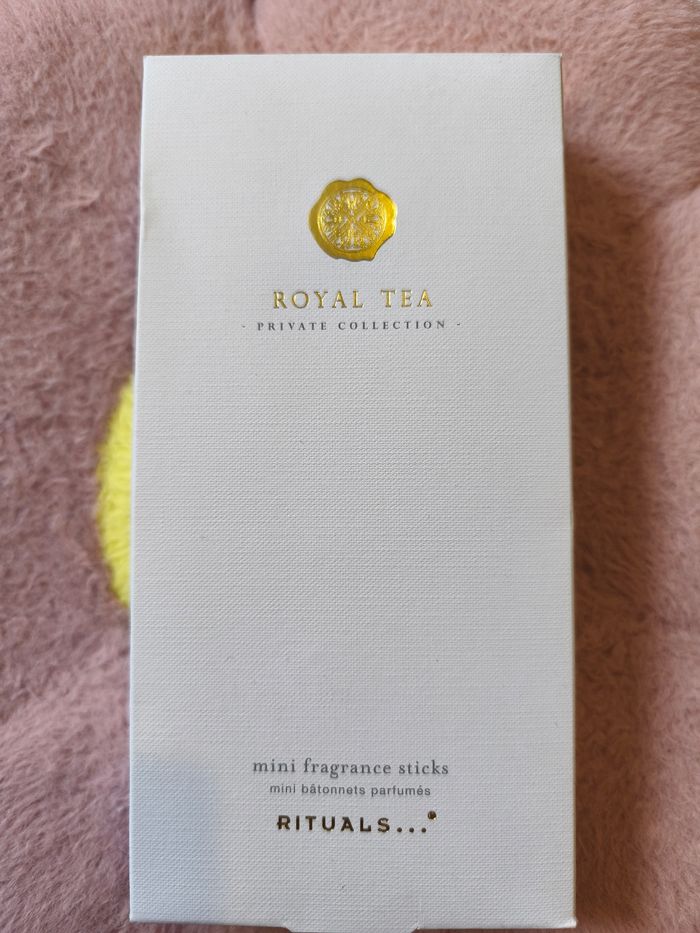 ROYAL TEA
- PRIVATE COLLECTION -
mini fragrance sticks
mini bâtonnets parfumés
RITUALS...